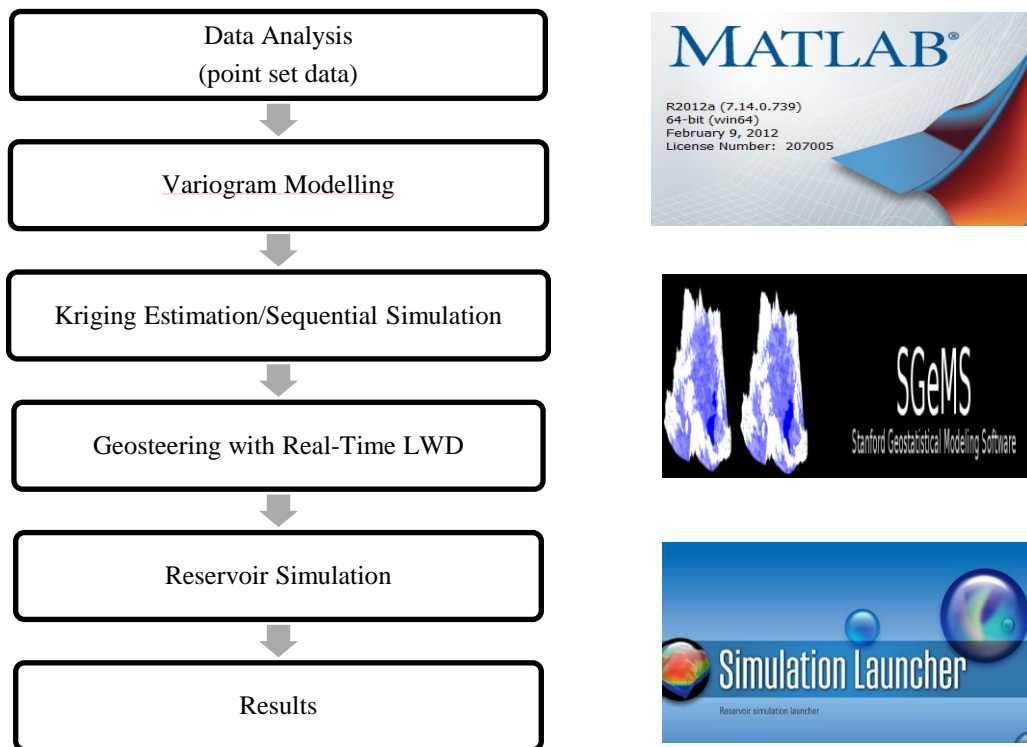 Data Analysis
(point set data)
Variogram Modelling
Kriging Estimation/Sequential Simulation
Geosteering with Real-Time LWD
Reservoir Simulation
Results
MATLAB®
R2012a (7.14.0.739)
64-bit (win64)
February 9, 2012
License Number: 207005
SGeMS
Stanford Geostatistical Modeling Software
Simulation Launcher
Reservoir simulation launcher